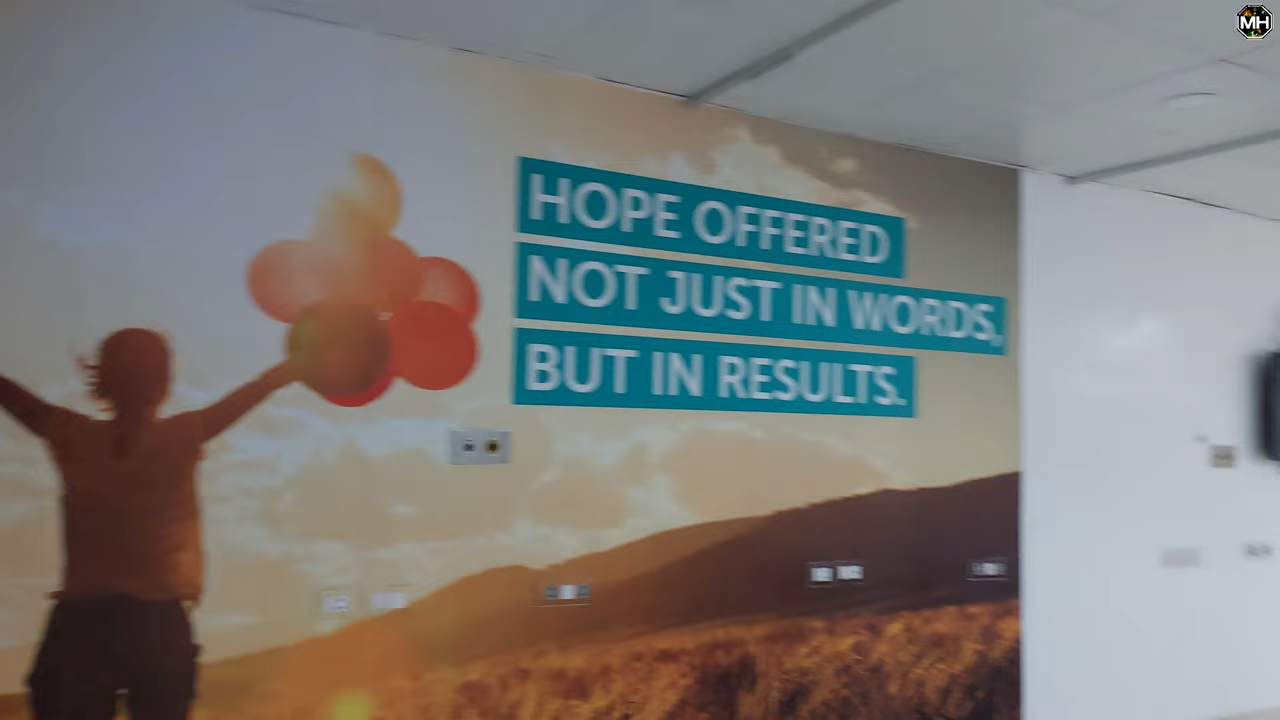 MH
HOPE OFFERED
NOT JUST IN WORDS,
BUT IN RESULTS.